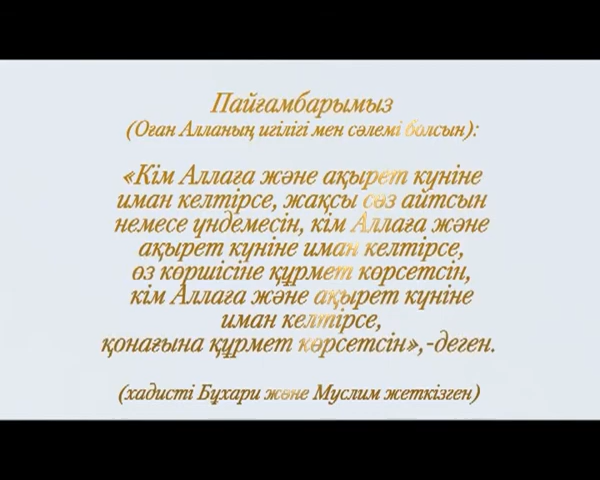 Пайғамбарымыз
(Оған Алланың игілігі мен сәлемі болсын):
«Кім Аллаға және ақырет күніне
иман келтірсе, жақсы сөз айтсын
немесе үндемесін, кім Аллаға және
ақырет күніне иман келтірсе,
өз көршісіне құрмет көрсетсін,
кім Аллаға және ақырет күніне
иман келтірсе,
қонағына құрмет көрсетсін»,-деген.
(хадисті Бұхари және Муслим жеткізген)